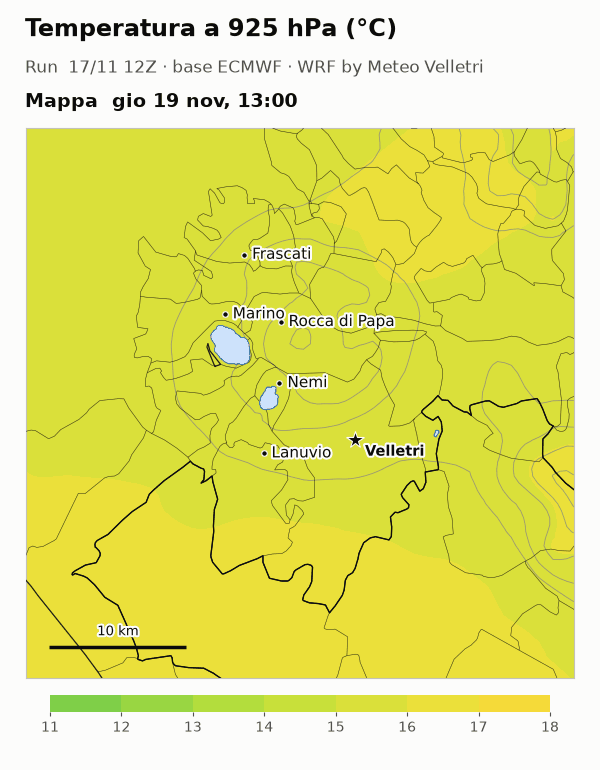 Temperatura a 925 hPa (°C)
Run  17/11 12Z · base ECMWF · WRF by Meteo Velletri
Mappa  gio 19 nov, 13:00
Frascati
Marino
Rocca di Papa
Nemi
Velletri
Lanuvio
10 km
11 12 13 14 15 16 17 18